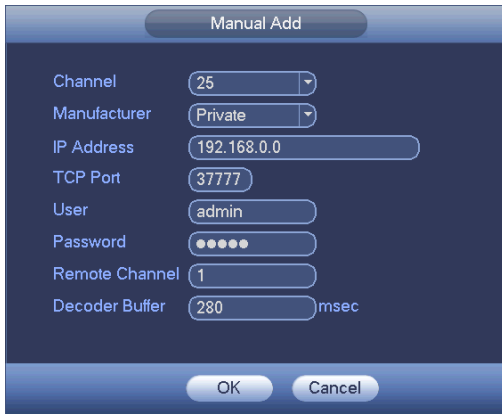 Manual Add
Channel 25
Manufacturer Private
IP Address 192.168.0.0
TCP Port 37777
User admin
Password ●●●●●
Remote Channel 1
Decoder Buffer 280 msec
OK Cancel